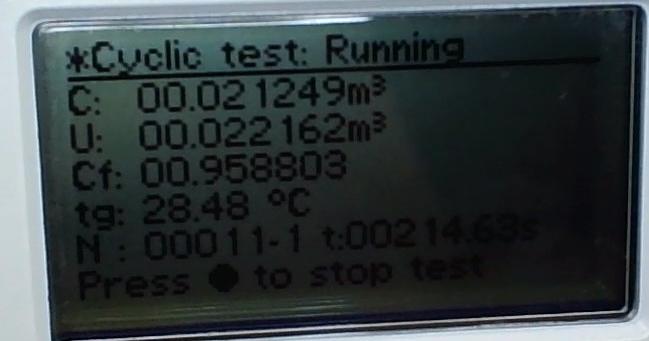 *Cyclic test: Running
C: 00.021249m³
U: 00.022162m³
Cf: 00.958803
tg: 28.48 °C
N : 00011-1 t:00214.63s
Press ● to stop test